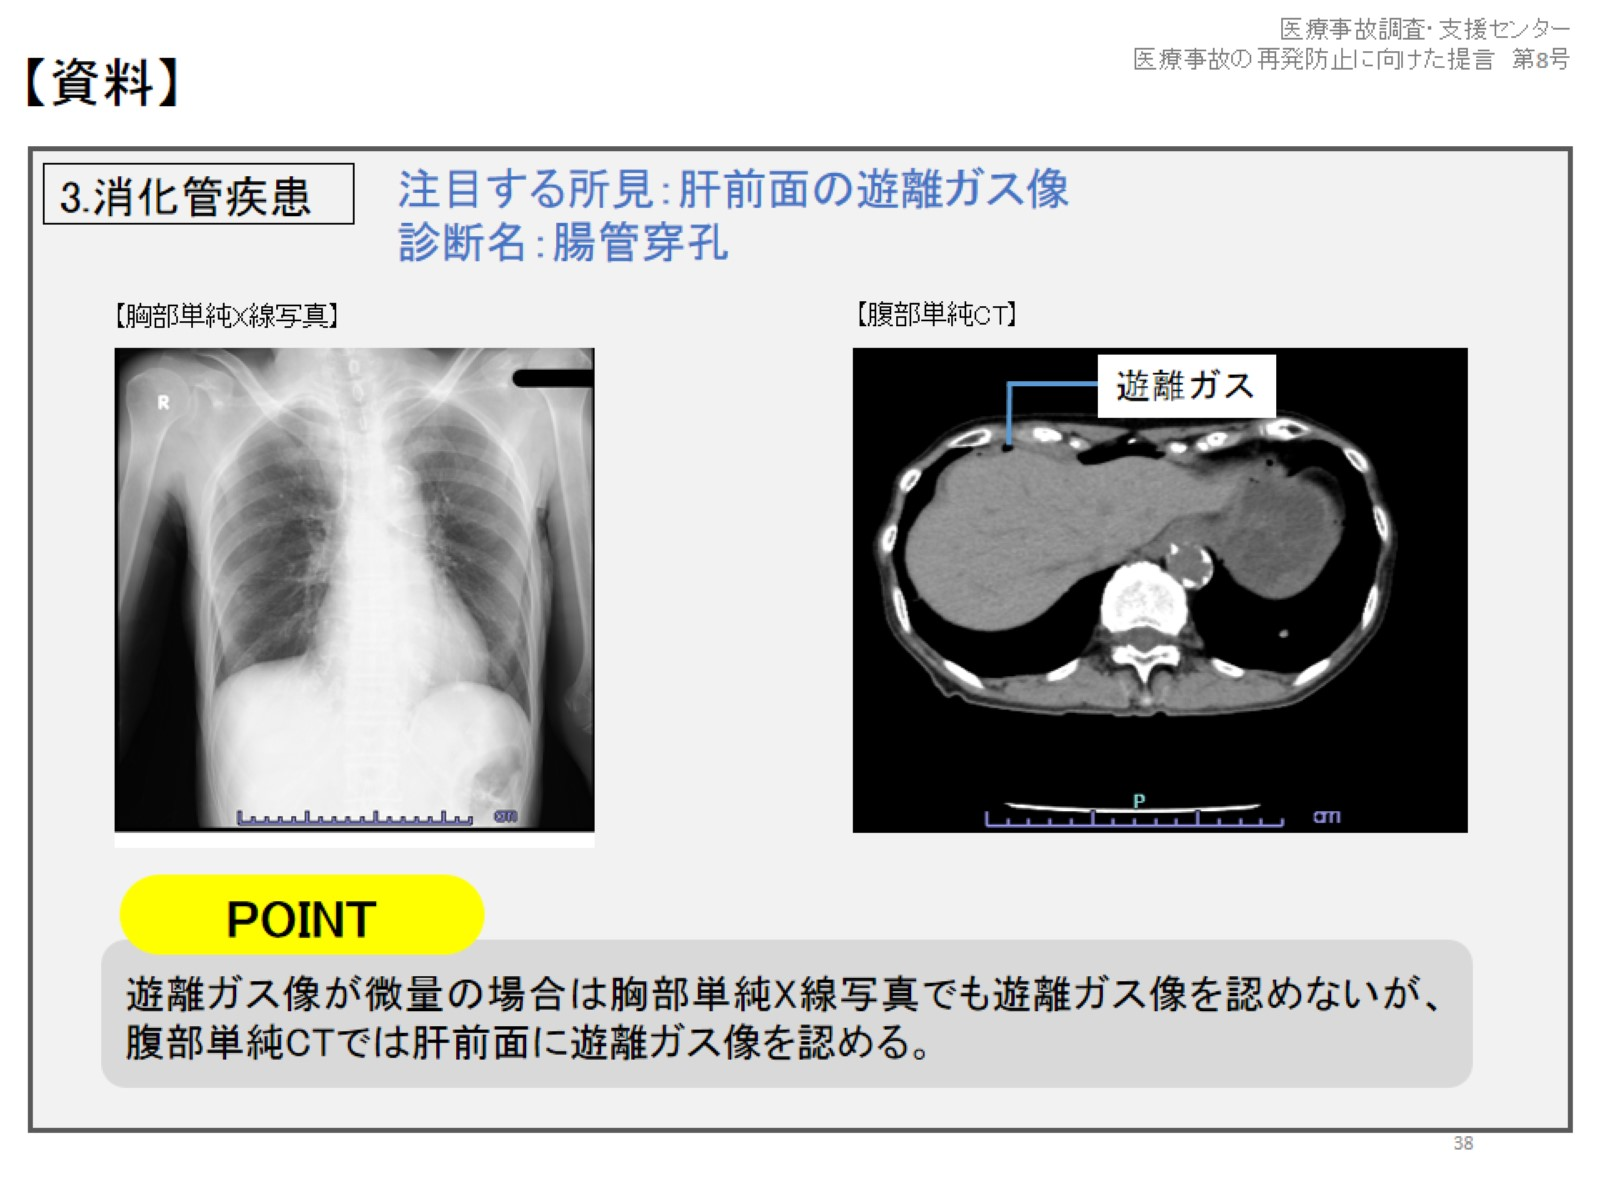 医療事故調査・支援センター
医療事故の再発防止に向けた提言 第8号
【資料】
3.消化管疾患
注目する所見：肝前面の遊離ガス像
診断名：腸管穿孔
【胸部単純X線写真】
【腹部単純CT】
R
遊離ガス
P
cm
cm
POINT
遊離ガス像が微量の場合は胸部単純X線写真でも遊離ガス像を認めないが、
腹部単純CTでは肝前面に遊離ガス像を認める。
38